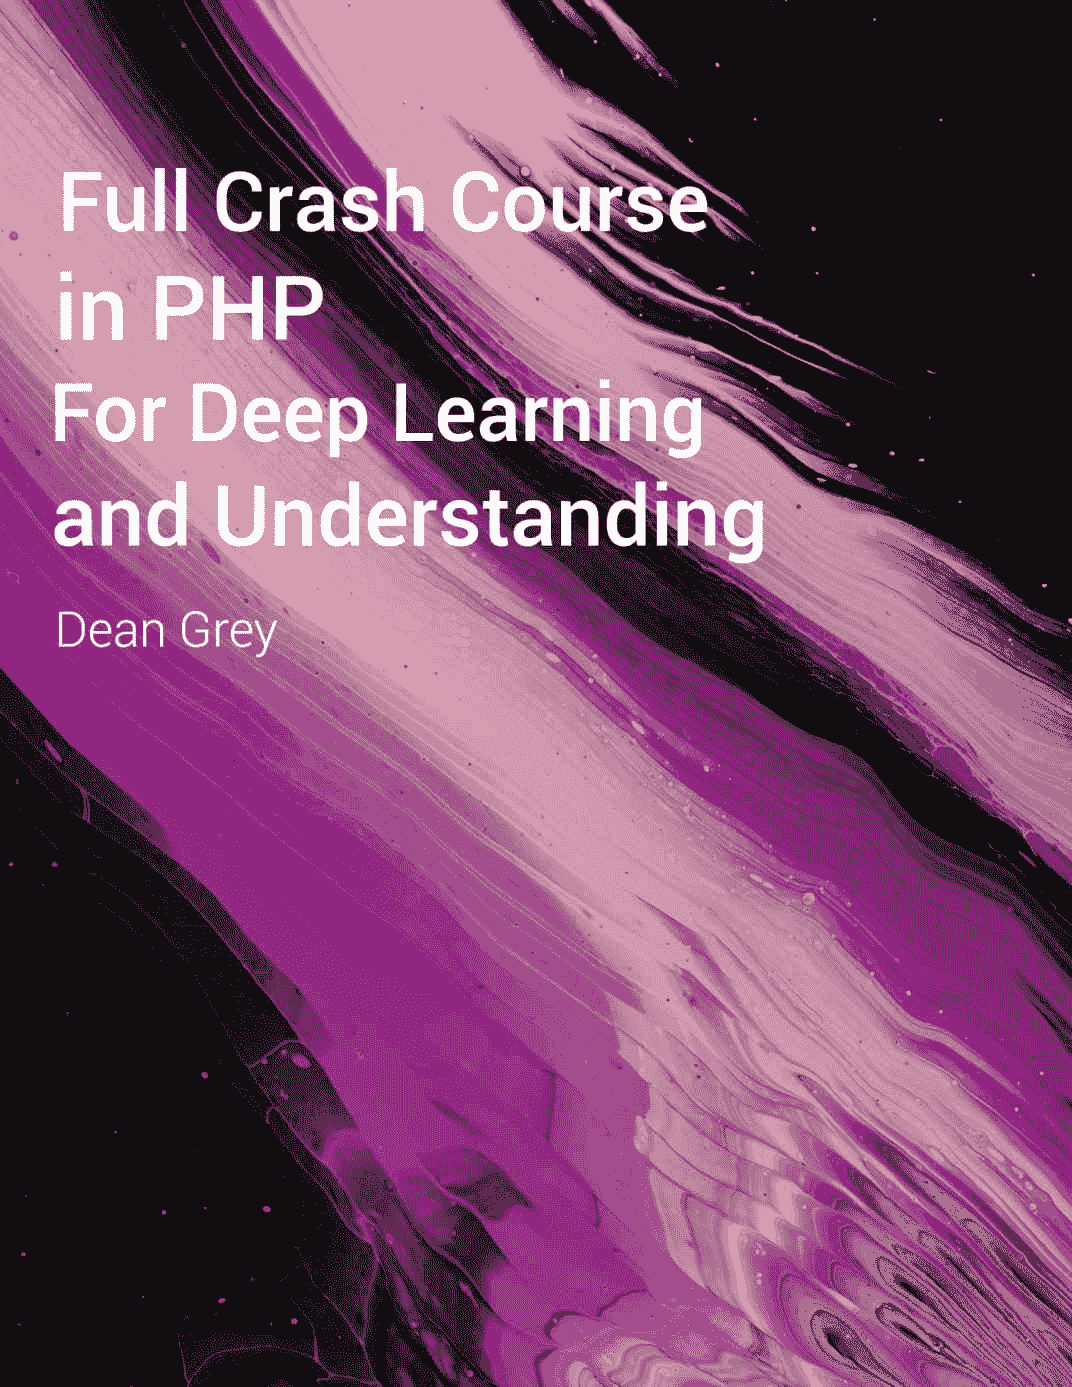 Full Crash Course
in PHP
For Deep Learning
and Understanding
Dean Grey